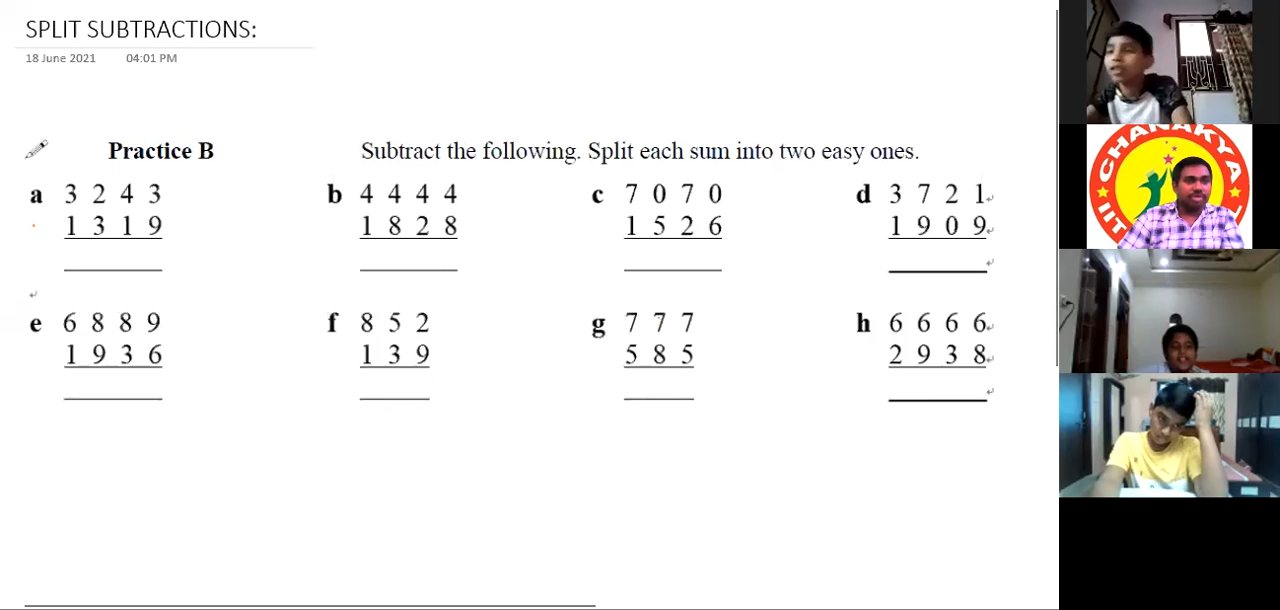 SPLIT SUBTRACTIONS:
18 June 2021 04:01 PM
Practice B Subtract the following. Split each sum into two easy ones.
a 3 2 4 3 b 4 4 4 4 c 7 0 7 0 d 3 7 2 1
1 3 1 9 1 8 2 8 1 5 2 6 1 9 0 9
e 6 8 8 9 f 8 5 2 g 7 7 7 h 6 6 6 6
1 9 3 6 1 3 9 5 8 5 2 9 3 8
CHANAKYA
IIT